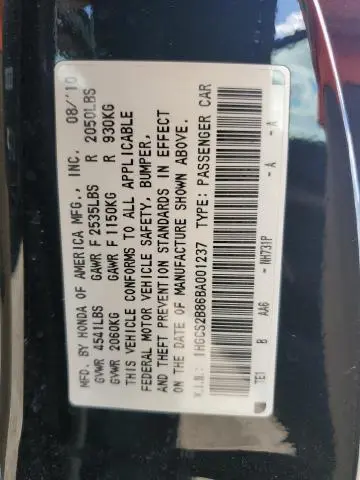 MFD. BY HONDA OF AMERICA MFG., INC. 08/'10
GVWR 4541LBS GAWR F 2535LBS R 2050LBS
GVWR 2060KG GAWR F 1150KG R 930KG
THIS VEHICLE CONFORMS TO ALL APPLICABLE
FEDERAL MOTOR VEHICLE SAFETY, BUMPER,
AND THEFT PREVENTION STANDARDS IN EFFECT
ON THE DATE OF MANUFACTURE SHOWN ABOVE.
V.I.N.: 1HGCS2B86BA001237 TYPE: PASSENGER CAR
TE1 B AA6 -NH731P -A -A